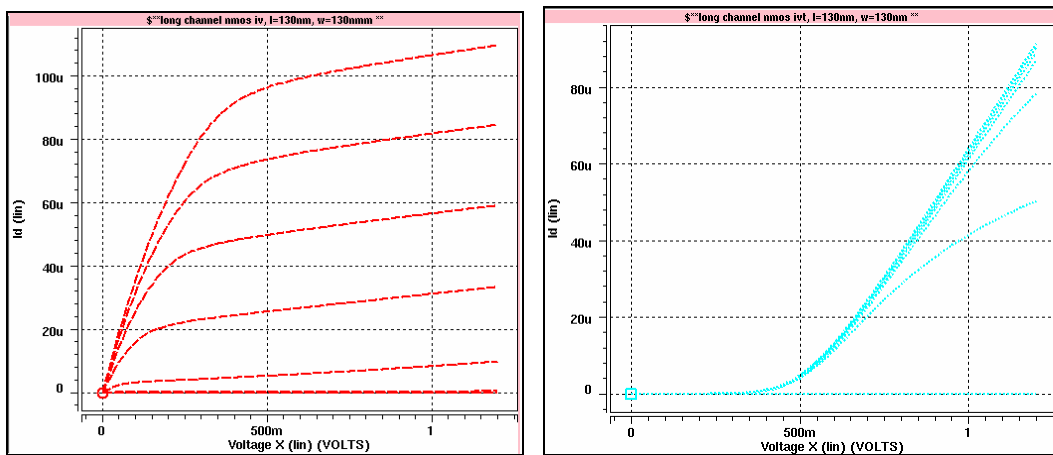 $**long channel nmos iv, l=130nm, w=130nmm **
100u
80u
60u
40u
20u
0
Id (lin)
0
500m
1
Voltage X (lin) (VOLTS)
$**long channel nmos ivt, l=130nm, w=130nmm **
80u
60u
40u
20u
0
Id (lin)
0
500m
1
Voltage X (lin) (VOLTS)